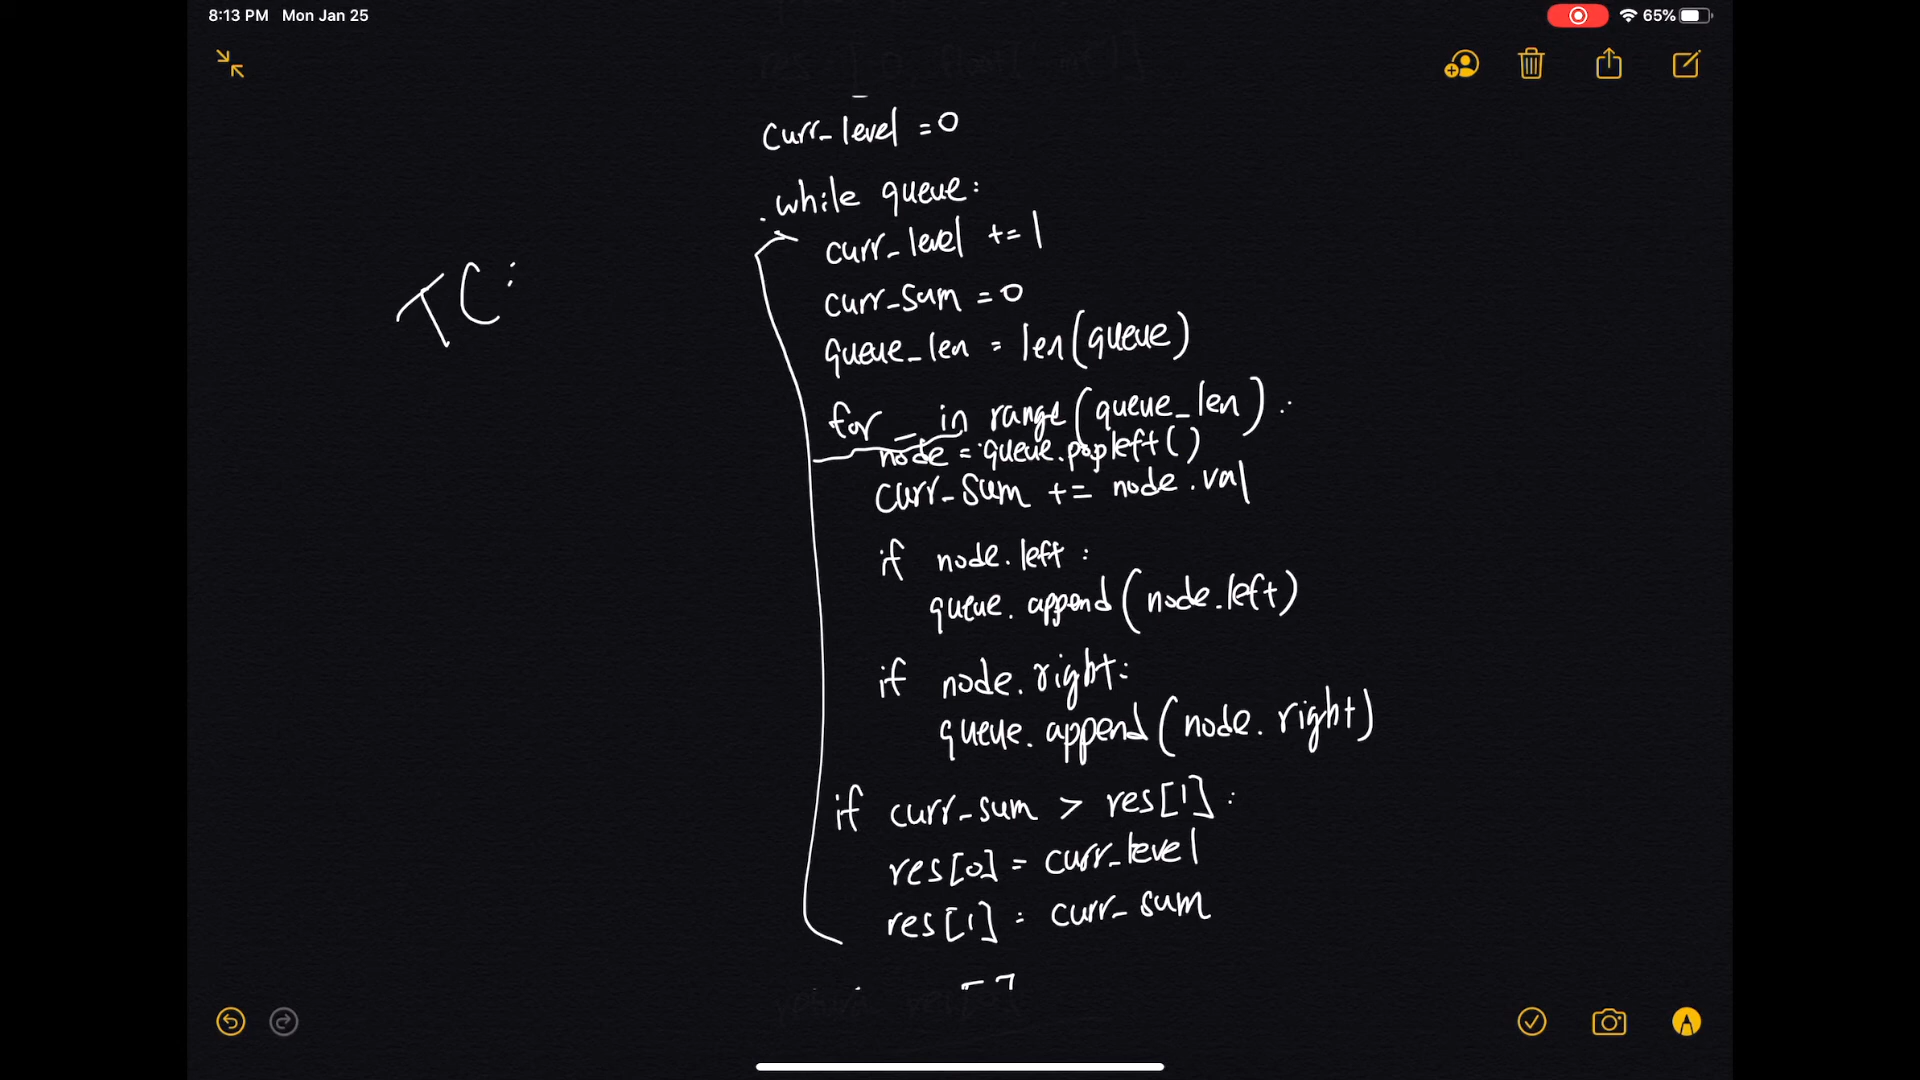 8:13 PM Mon Jan 25
65%
curr_level = 0
while queue:
curr_level += 1
TC:
curr_sum = 0
queue_len = len(queue)
for _ in range(queue_len):
node = queue.popleft()
curr_sum += node.val
if node.left:
queue.append(node.left)
if node.right:
queue.append(node.right)
if curr_sum > res[1]:
res[0] = curr_level
res[1] = curr_sum